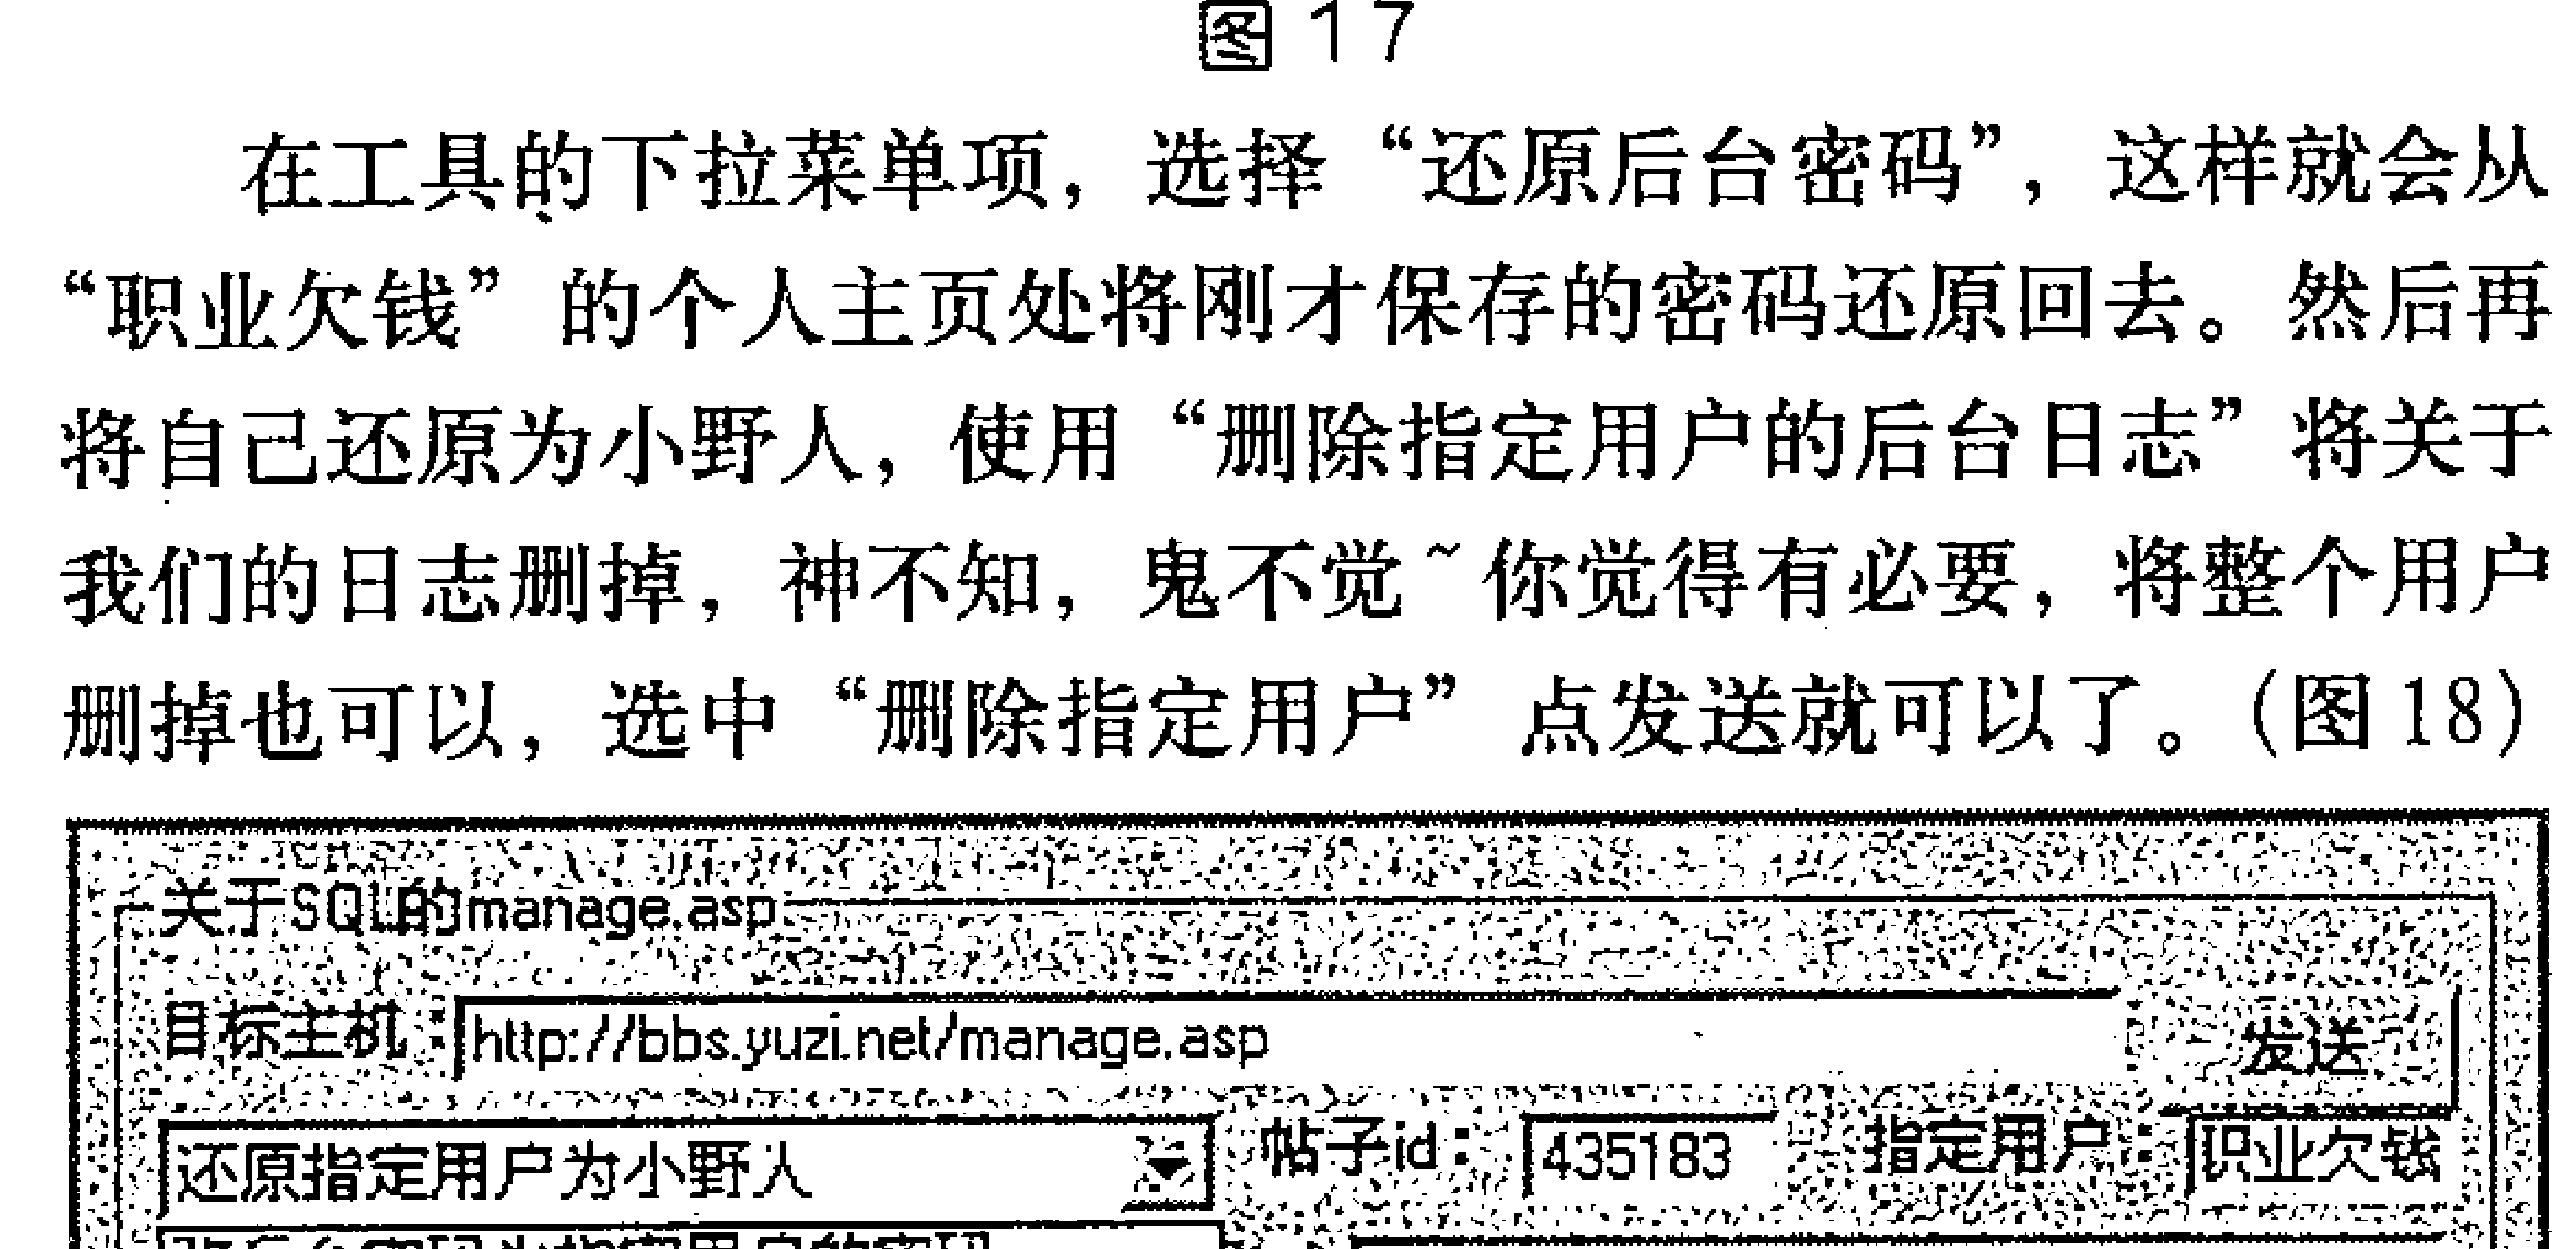 图 17
在工具的下拉菜单项，选择“还原后台密码”，这样就会从
“职业欠钱”的个人主页处将刚才保存的密码还原回去。然后再
将自己还原为小野人，使用“删除指定用户的后台日志”将关于
我们的日志删掉，神不知，鬼不觉~你觉得有必要，将整个用户
删掉也可以，选中“删除指定用户”点发送就可以了。（图 18）
关于SQL的manage.asp
目标主机：http://bbs.yuzi.net/manage.asp 发送
还原指定用户为小野人 帖子id： 435183 指定用户： 职业欠钱